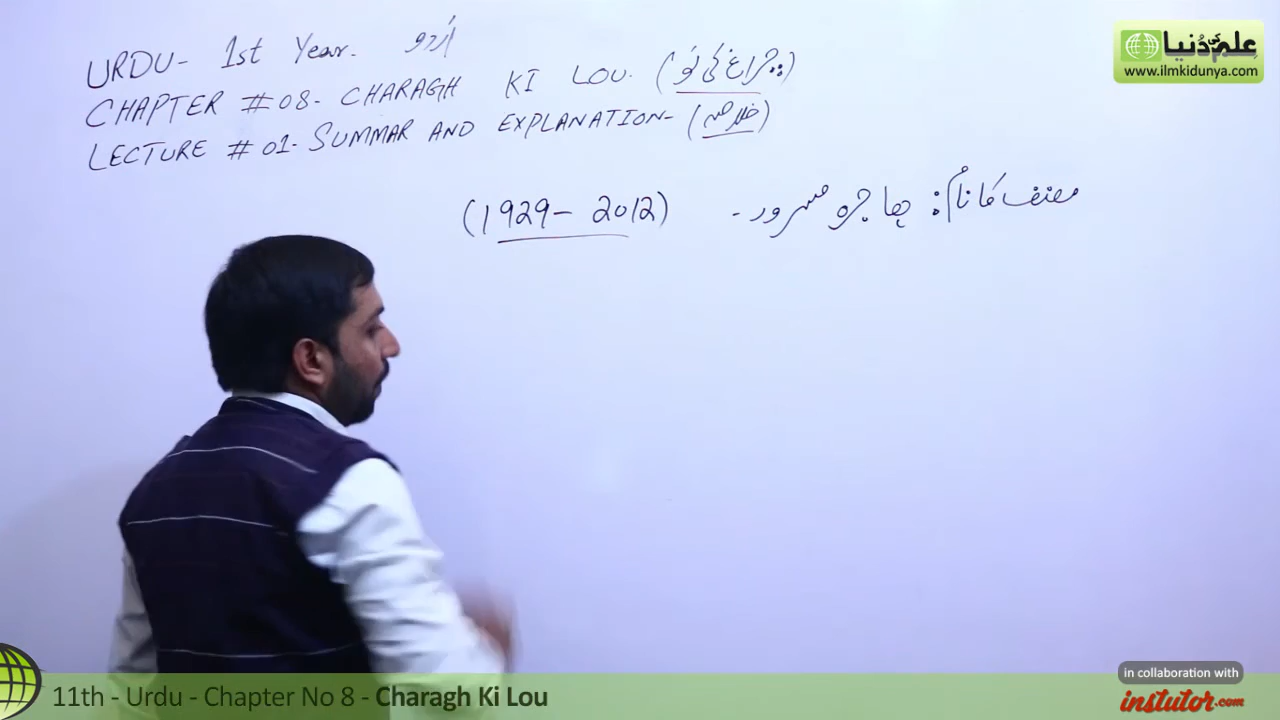 URDU- 1st Year. اُردو
CHAPTER #08- CHARAGH KI LOU. (چراغ کی لَو)
LECTURE #01- SUMMAR AND EXPLANATION- (خلاصہ)
مصنف کا نام: ہاجرہ مسرور۔ (1929- 2012)
علم کی دُنیا
www.ilmkidunya.com
in collaboration with
instutor.com
11th - Urdu - Chapter No 8 - Charagh Ki Lou